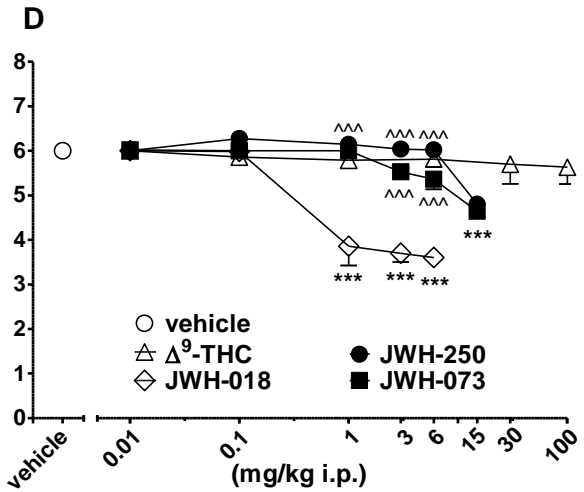 D
8
7
6
5
4
3
2
1
0
^^^ ^^^ ^^^
^^^ ^^^
***
*** *** ***
vehicle
Δ9-THC JWH-250
JWH-018 JWH-073
vehicle 0.01 0.1 1 3 6 15 30 100
(mg/kg i.p.)